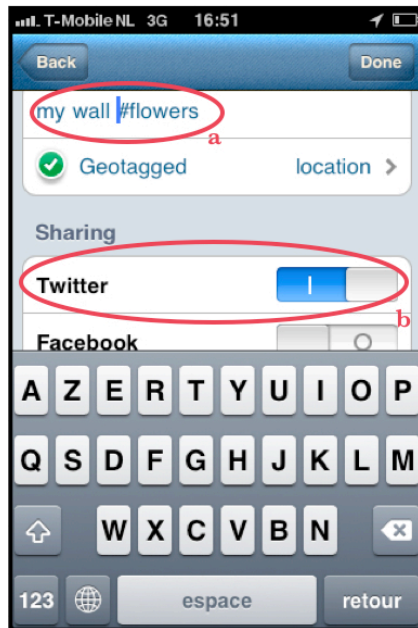 T-Mobile NL 3G 16:51
Back Done
my wall #flowers
a
Geotagged location >
Sharing
Twitter
b
Facebook
A Z E R T Y U I O P
Q S D F G H J K L M
W X C V B N
123 espace retour